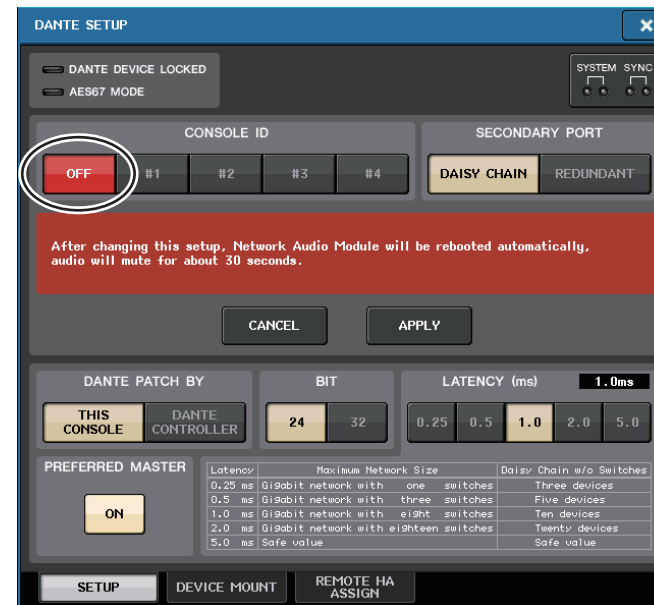 DANTE SETUP
DANTE DEVICE LOCKED
AES67 MODE
SYSTEM SYNC
CONSOLE ID
OFF #1 #2 #3 #4
SECONDARY PORT
DAISY CHAIN REDUNDANT
After changing this setup, Network Audio Module will be rebooted automatically,
audio will mute for about 30 seconds.
CANCEL APPLY
DANTE PATCH BY
THIS CONSOLE
DANTE CONTROLLER
BIT
24 32
LATENCY (ms) 1.0ms
0.25 0.5 1.0 2.0 5.0
PREFERRED MASTER
ON
Latency Maximum Network Size Daisy Chain w/o Switches
0.25 ms Gigabit network with one switches Three devices
0.5 ms Gigabit network with three switches Five devices
1.0 ms Gigabit network with eight switches Ten devices
2.0 ms Gigabit network with eighteen switches Twenty devices
5.0 ms Safe value Safe value
SETUP DEVICE MOUNT REMOTE HA ASSIGN